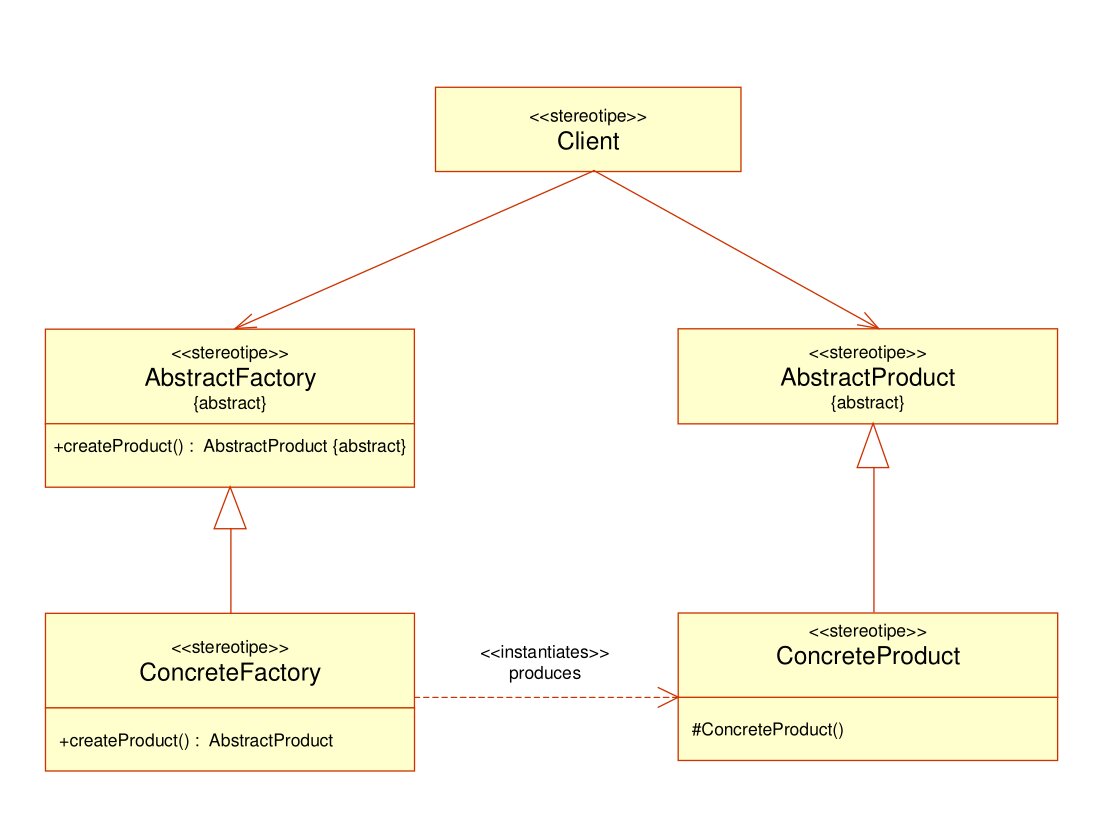 <<stereotipe>>
Client
<<stereotipe>>
AbstractFactory
{abstract}
+createProduct() : AbstractProduct {abstract}
<<stereotipe>>
AbstractProduct
{abstract}
<<stereotipe>>
ConcreteFactory
+createProduct() : AbstractProduct
<<instantiates>>
produces
<<stereotipe>>
ConcreteProduct
#ConcreteProduct()